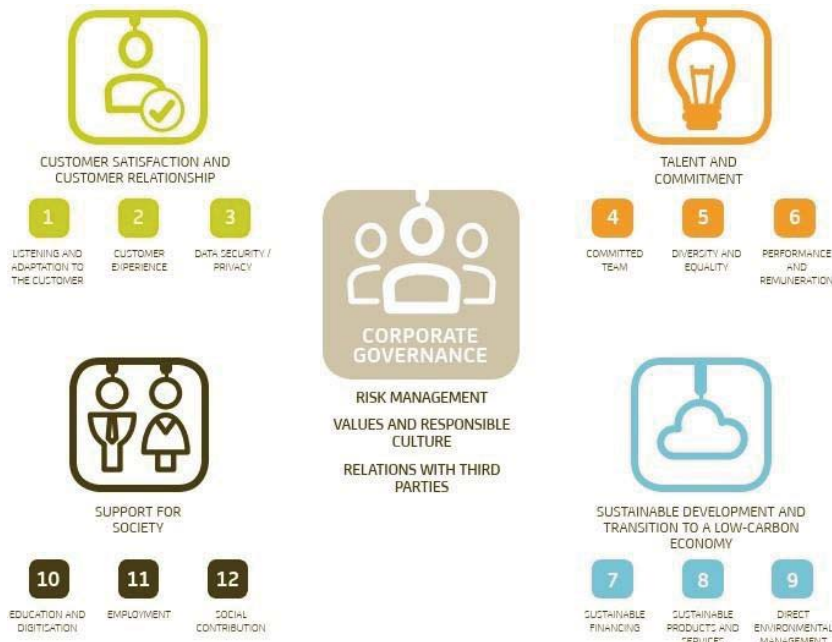 CUSTOMER SATISFACTION AND
CUSTOMER RELATIONSHIP
1
2
3
LISTENING AND
ADAPTATION TO
THE CUSTOMER
CUSTOMER
EXPERIENCE
DATA SECURITY /
PRIVACY
TALENT AND
COMMITMENT
4
5
6
COMMITTED
TEAM
DIVERSITY AND
EQUALITY
PERFORMANCE
AND
REMUNERATION
CORPORATE
GOVERNANCE
RISK MANAGEMENT
VALUES AND RESPONSIBLE
CULTURE
RELATIONS WITH THIRD
PARTIES
SUPPORT FOR
SOCIETY
10
11
12
EDUCATION AND
DIGITISATION
EMPLOYMENT
SOCIAL
CONTRIBUTION
SUSTAINABLE DEVELOPMENT AND
TRANSITION TO A LOW-CARBON
ECONOMY
7
8
9
SUSTAINABLE
FINANCING
SUSTAINABLE
PRODUCTS AND
SERVICES
DIRECT
ENVIRONMENTAL
MANAGEMENT